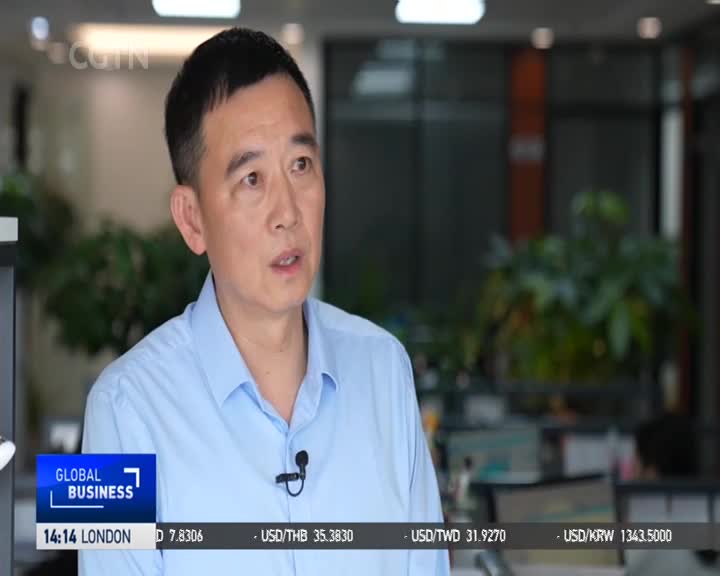 CGTN
GLOBAL
BUSINESS
14:14 LONDON
D 7.8306 - USD/THB 35.3830 - USD/TWD 31.9270 - USD/KRW 1343.5000